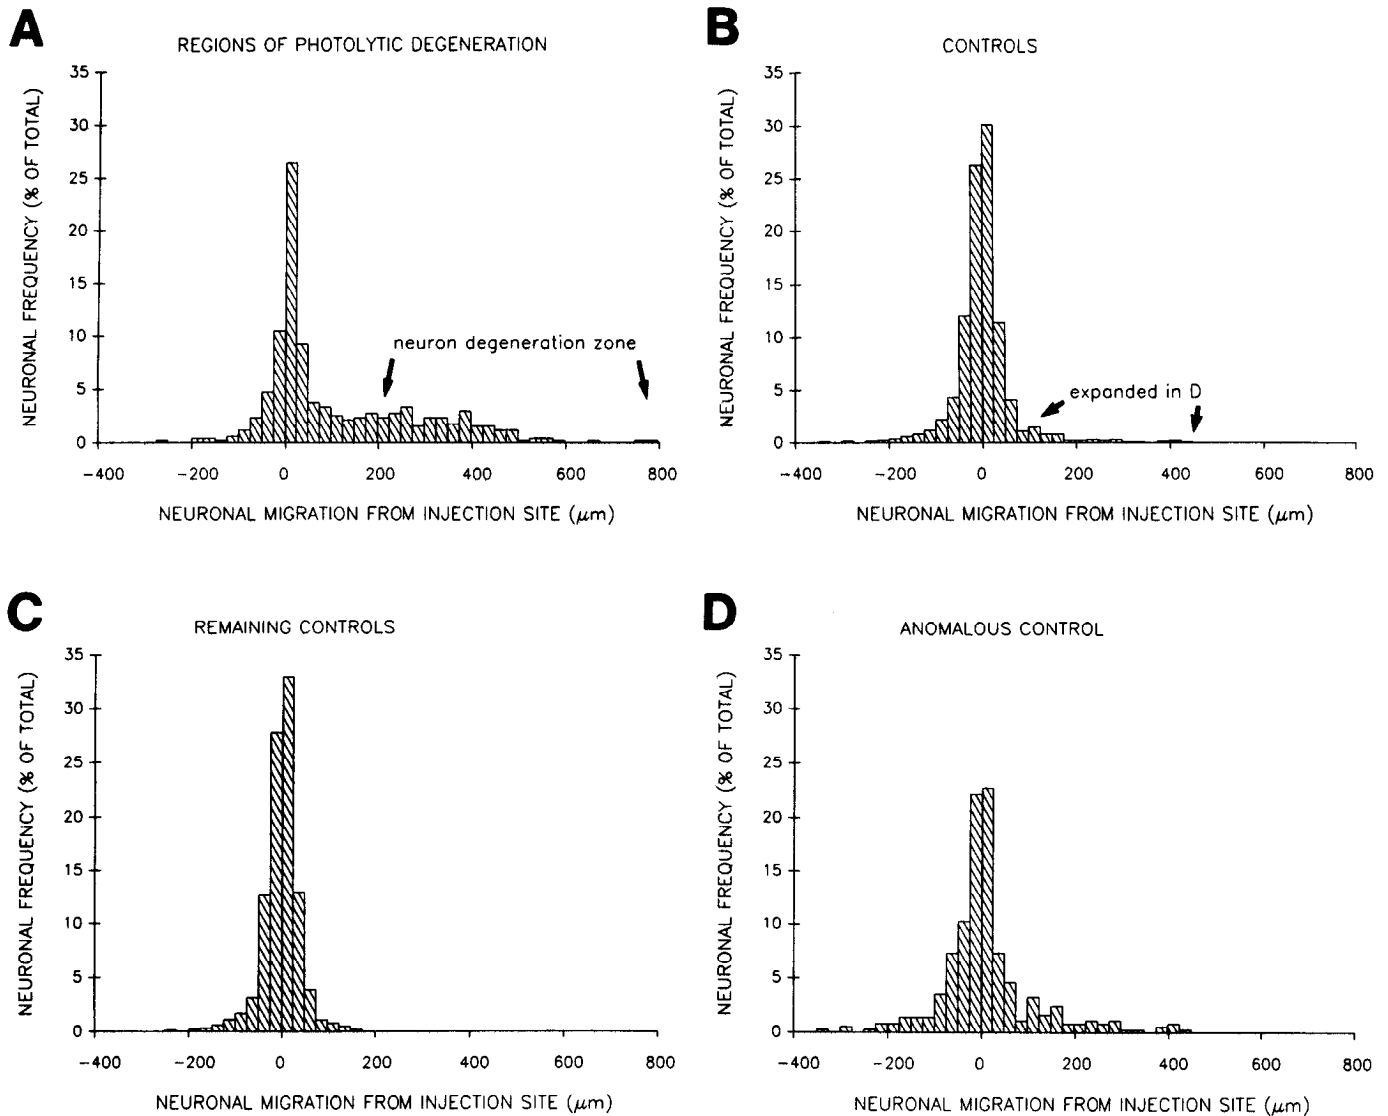 A
REGIONS OF PHOTOLYTIC DEGENERATION
NEURONAL FREQUENCY (% OF TOTAL)
35
30
25
20
15
10
5
0
neuron degeneration zone
−400 −200 0 200 400 600 800
NEURONAL MIGRATION FROM INJECTION SITE (μm)
B
CONTROLS
NEURONAL FREQUENCY (% OF TOTAL)
35
30
25
20
15
10
5
0
expanded in D
−400 −200 0 200 400 600 800
NEURONAL MIGRATION FROM INJECTION SITE (μm)
C
REMAINING CONTROLS
NEURONAL FREQUENCY (% OF TOTAL)
35
30
25
20
15
10
5
0
−400 −200 0 200 400 600 800
NEURONAL MIGRATION FROM INJECTION SITE (μm)
D
ANOMALOUS CONTROL
NEURONAL FREQUENCY (% OF TOTAL)
35
30
25
20
15
10
5
0
−400 −200 0 200 400 600 800
NEURONAL MIGRATION FROM INJECTION SITE (μm)